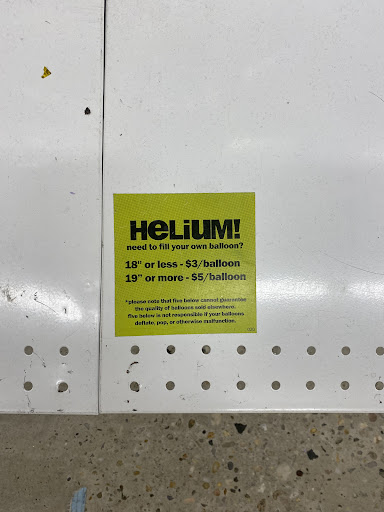 HeLiUM!
need to fill your own balloon?
18" or less - $3/balloon
19" or more - $5/balloon
*please note that five below cannot guarantee
the quality of balloons sold elsewhere.
five below is not responsible if your balloons
deflate, pop, or otherwise malfunction.